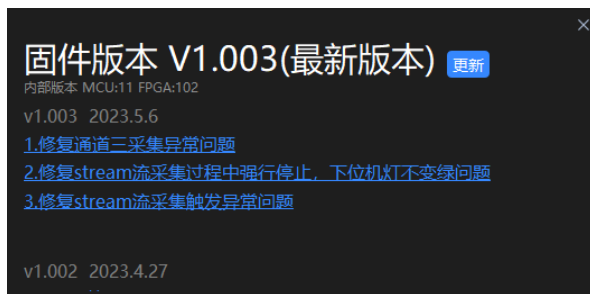 固件版本 V1.003(最新版本) 更新
内部版本 MCU:11 FPGA:102
v1.003 2023.5.6
1.修复通道三采集异常问题
2.修复stream流采集过程中强行停止，下位机灯不变绿问题
3.修复stream流采集触发异常问题
v1.002 2023.4.27